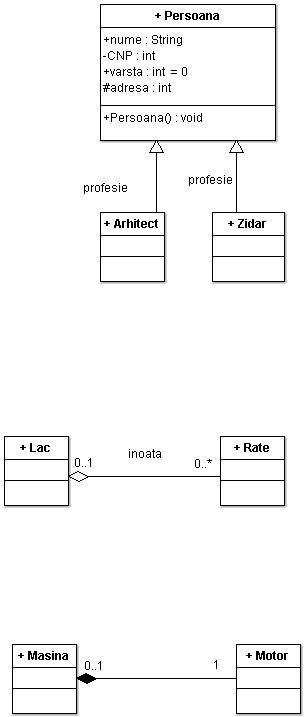 + Persoana
+nume : String
-CNP : int
+varsta : int = 0
#adresa : int
+Persoana() : void
profesie
profesie
+ Arhitect
+ Zidar
+ Lac
0..1
inoata
0..*
+ Rate
+ Masina
0..1
1
+ Motor